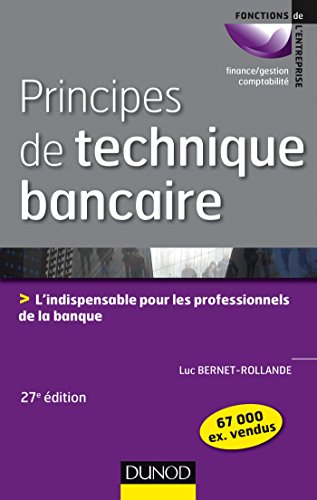 FONCTIONS de
L'ENTREPRISE
finance/gestion
comptabilité
Principes
de technique
bancaire
> L'indispensable pour les professionnels
de la banque
Luc BERNET-ROLLANDE
27e édition
67 000
ex. vendus
DUNOD